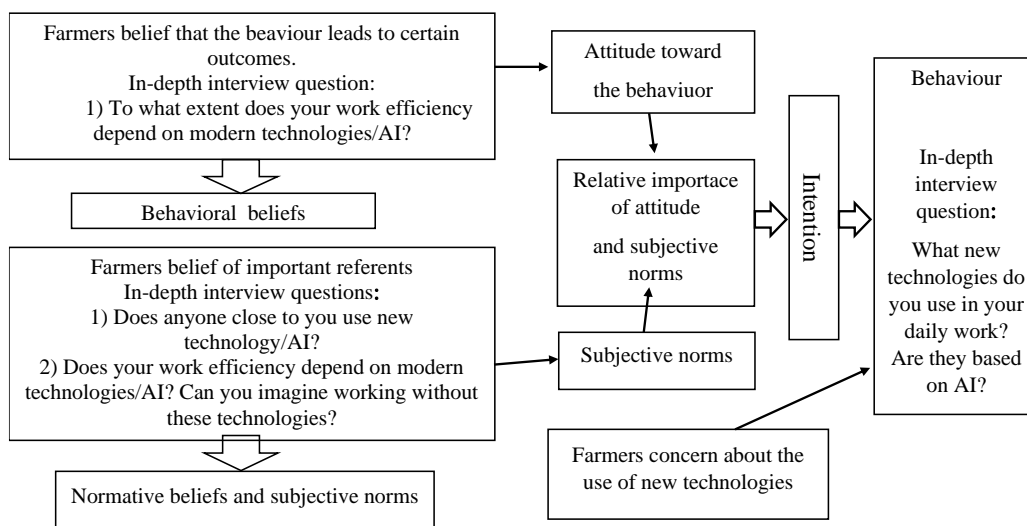 Farmers belief that the beaviour leads to certain
outcomes.
In-depth interview question:
1) To what extent does your work efficiency
depend on modern technologies/AI?
Behavioral beliefs
Farmers belief of important referents
In-depth interview questions:
1) Does anyone close to you use new
technology/AI?
2) Does your work efficiency depend on modern
technologies/AI? Can you imagine working without
these technologies?
Normative beliefs and subjective norms
Attitude toward
the behaviuor
Relative importace
of attitude
and subjective
norms
Subjective norms
Farmers concern about the
use of new technologies
Intention
Behaviour
In-depth
interview
question:
What new
technologies do
you use in your
daily work?
Are they based
on AI?